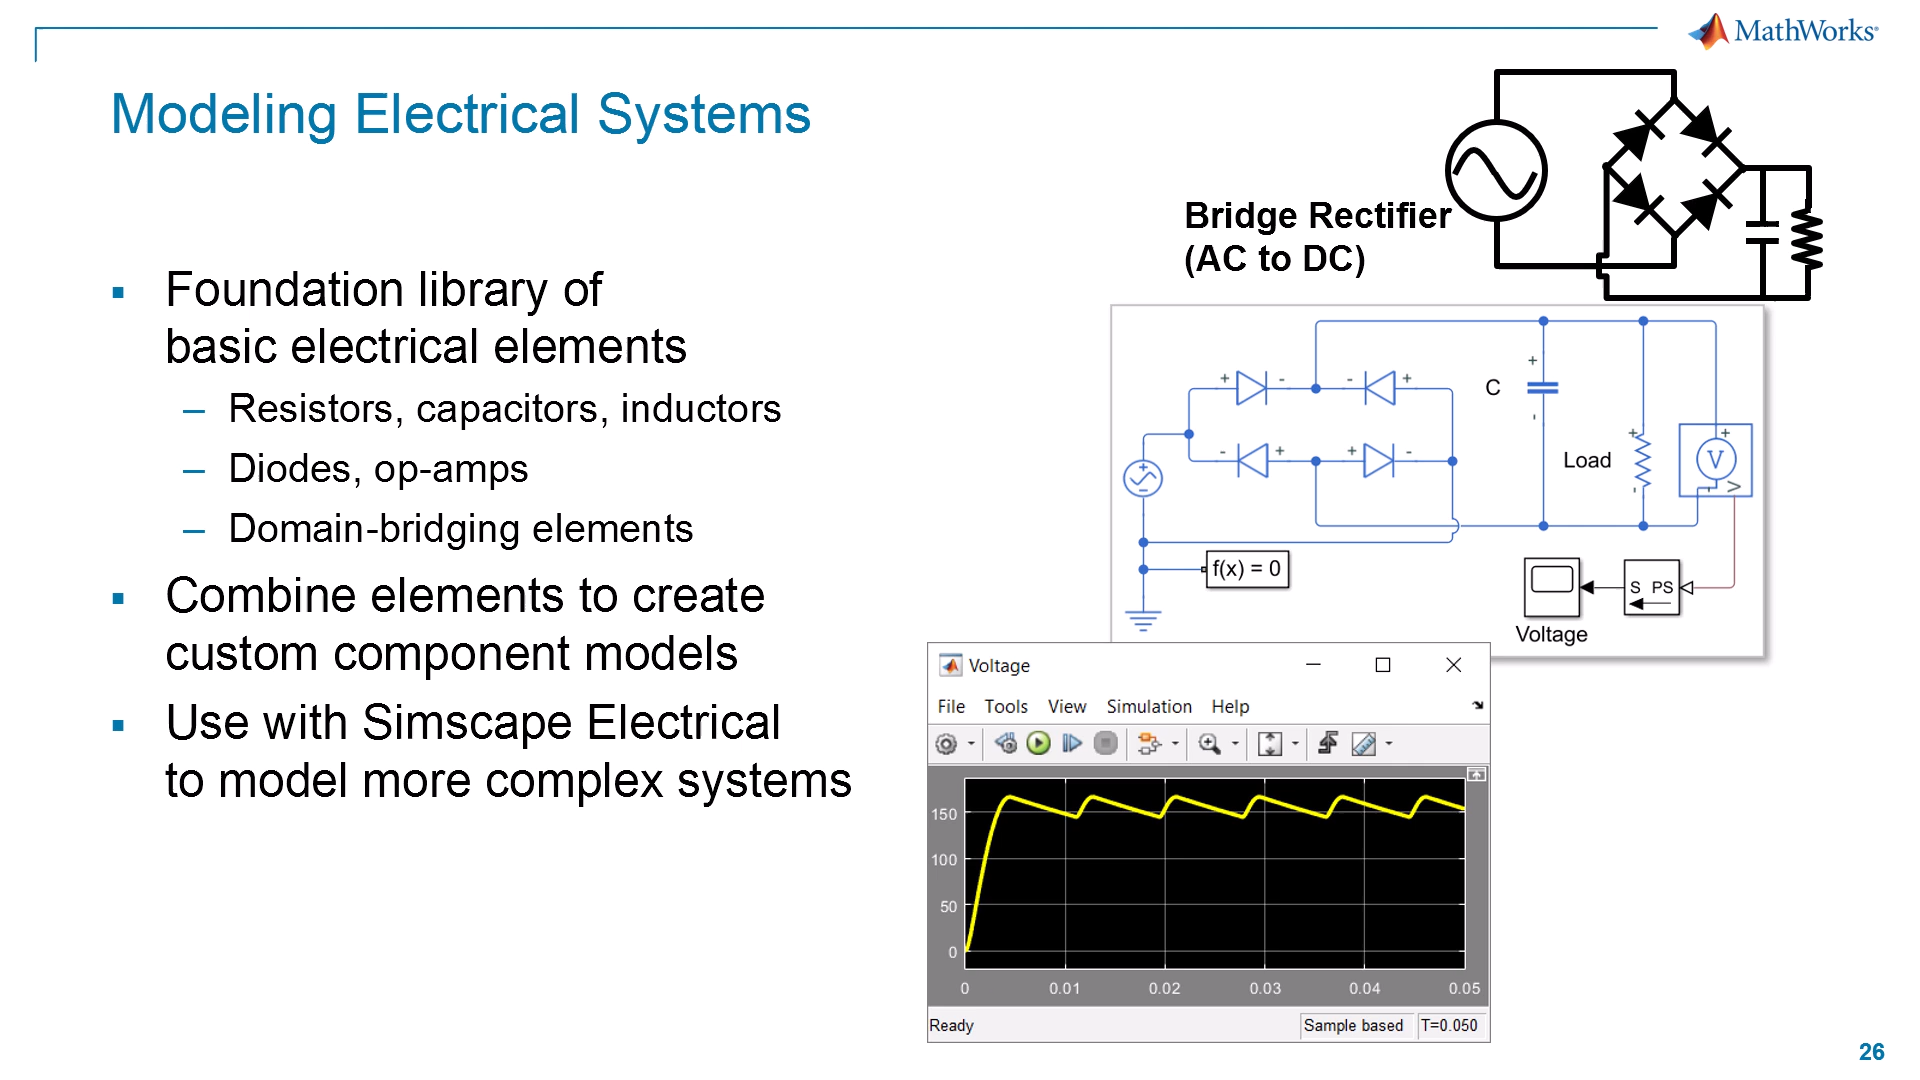 MathWorks®
Modeling Electrical Systems
Bridge Rectifier
(AC to DC)
▪ Foundation library of
basic electrical elements
– Resistors, capacitors, inductors
– Diodes, op-amps
– Domain-bridging elements
▪ Combine elements to create
custom component models
▪ Use with Simscape Electrical
to model more complex systems
+ - - +
C
+
-
- + + -
Load
+
-
+
V
-
V
+
-
f(x) = 0
S PS
Voltage
Voltage
File Tools View Simulation Help
150
100
50
0
0 0.01 0.02 0.03 0.04 0.05
Ready Sample based T=0.050
26